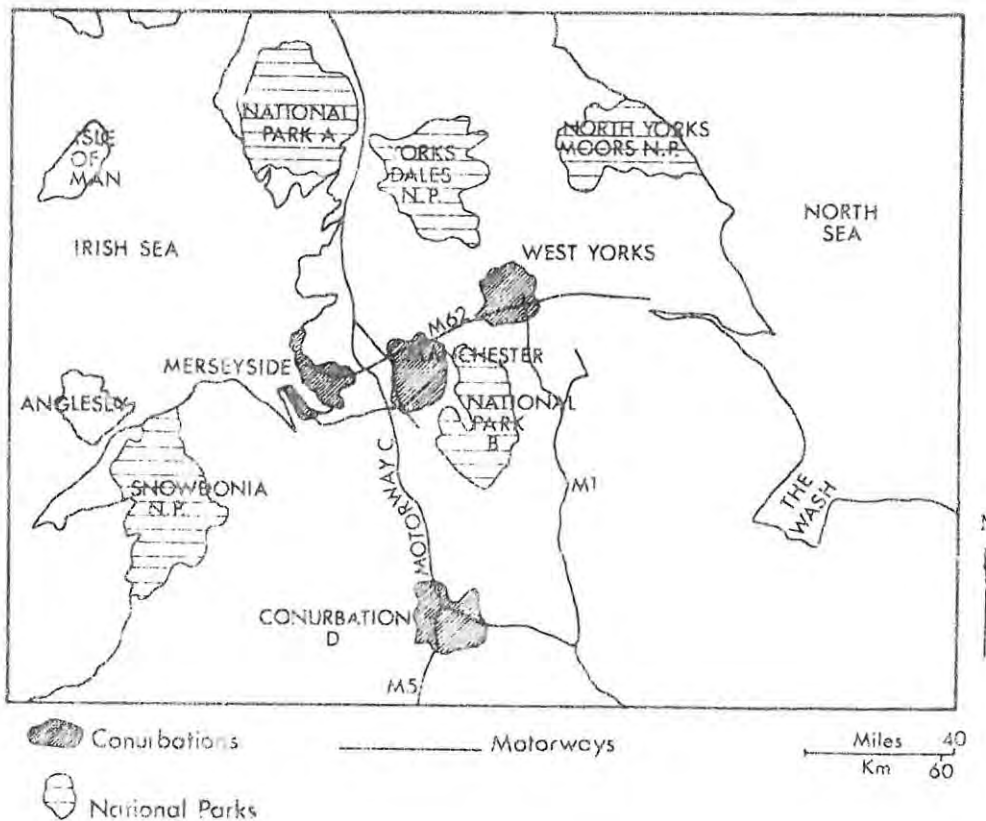 NATIONAL
PARK A
ISLE
OF
MAN
YORKS
DALES
N.P.
NORTH YORKS
MOORS N.P.
NORTH
SEA
IRISH SEA
WEST YORKS
M62
MANCHESTER
MERSEYSIDE
ANGLESLY
NATIONAL
PARK
B
SNOWDONIA
N.P.
MOTORWAY C
M1
THE
WASH
CONURBATION
D
M5
Conurbations
Motorways
Miles 40
Km 60
National Parks